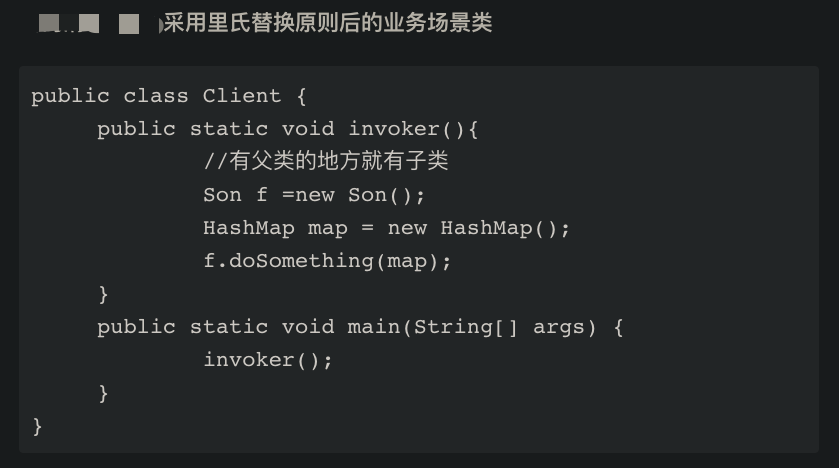 采用里氏替换原则后的业务场景类
public class Client {
public static void invoker(){
//有父类的地方就有子类
Son f =new Son();
HashMap map = new HashMap();
f.doSomething(map);
}
public static void main(String[] args) {
invoker();
}
}